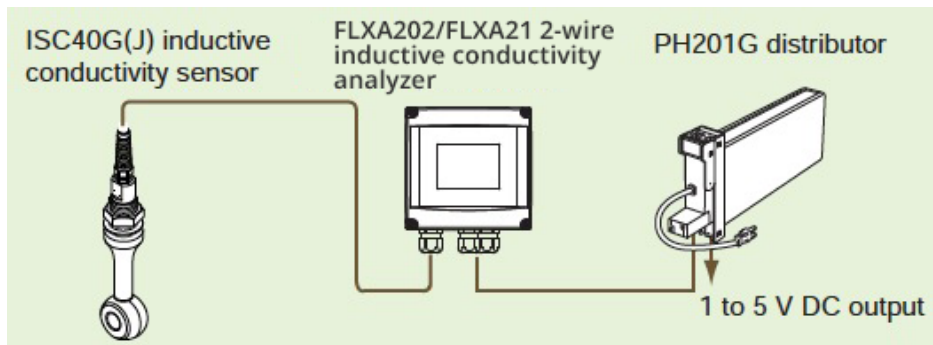 ISC40G(J) inductive
conductivity sensor
FLXA202/FLXA21 2-wire
inductive conductivity
analyzer
PH201G distributor
1 to 5 V DC output